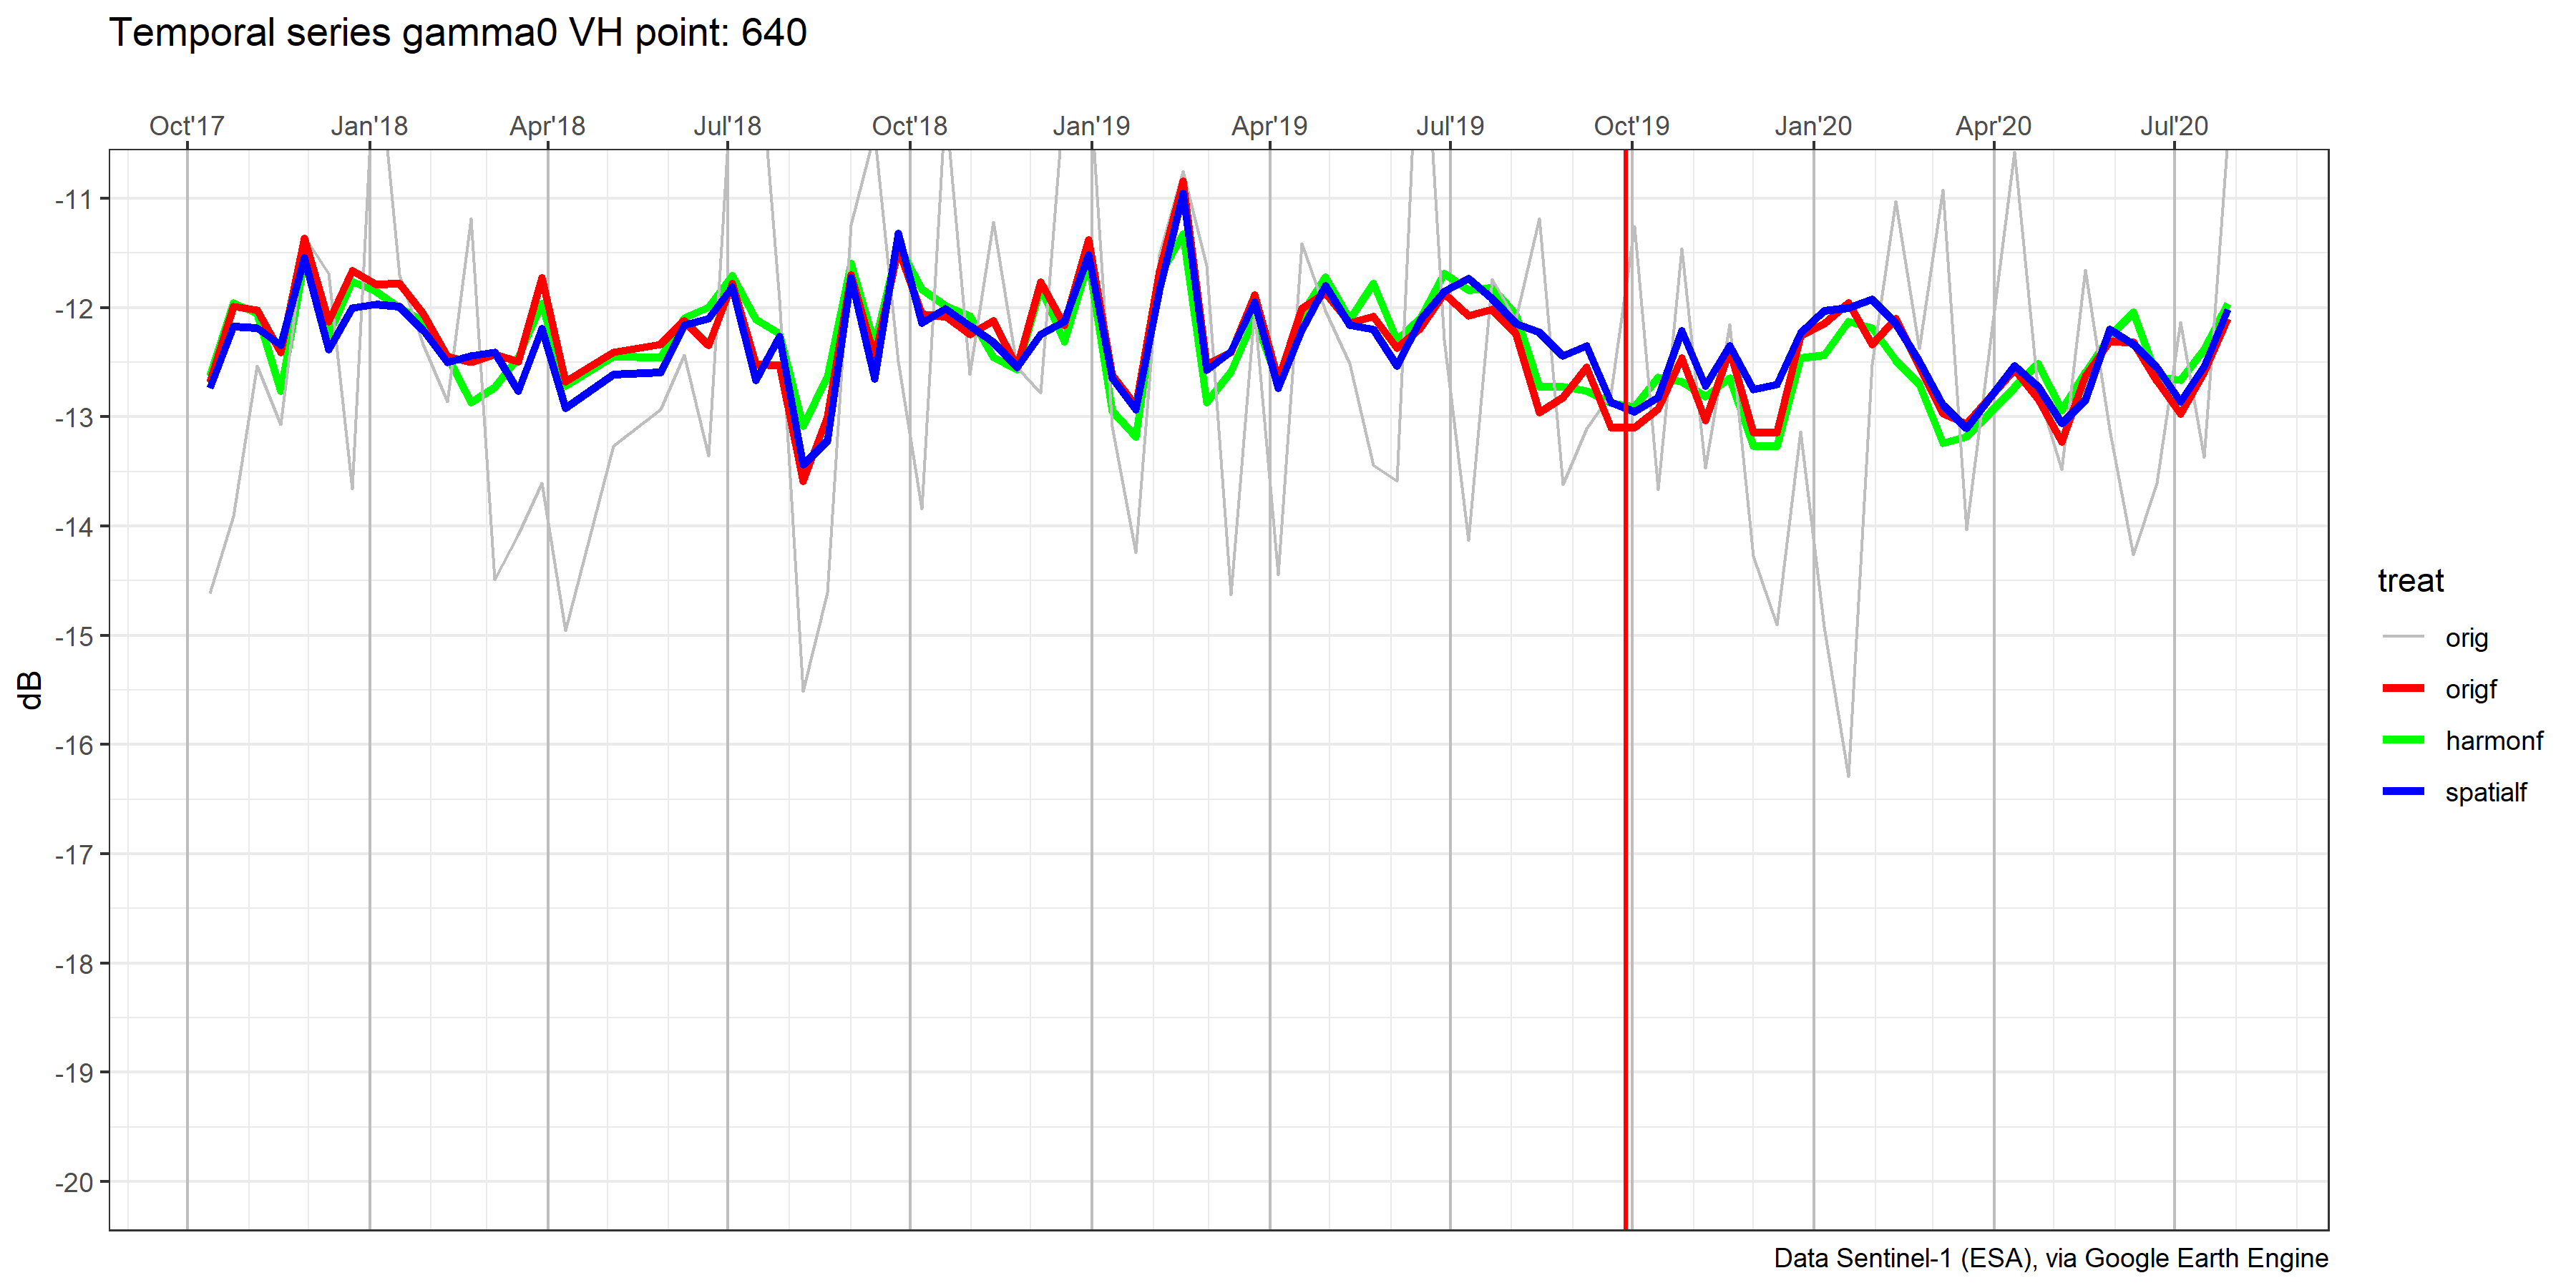 Temporal series gamma0 VH point: 640
Oct'17 Jan'18 Apr'18 Jul'18 Oct'18 Jan'19 Apr'19 Jul'19 Oct'19 Jan'20 Apr'20 Jul'20
-11
-12
-13
-14
-15
-16
-17
-18
-19
-20
dB
treat
orig
origf
harmonf
spatialf
Data Sentinel-1 (ESA), via Google Earth Engine